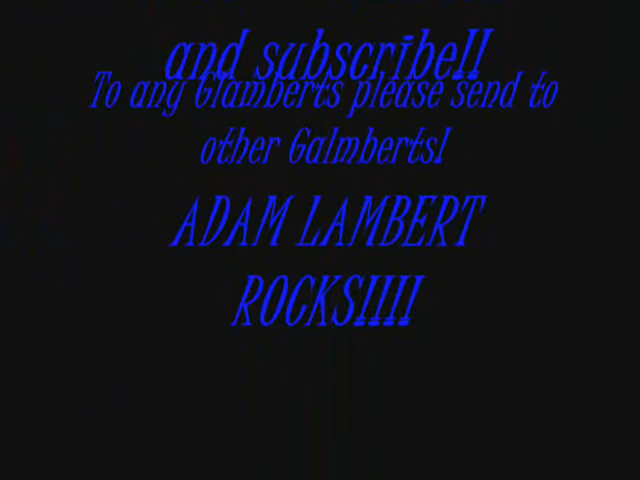 and subscribe!!
To any Glamberts please send to
other Galmberts!
ADAM LAMBERT
ROCKS!!!!